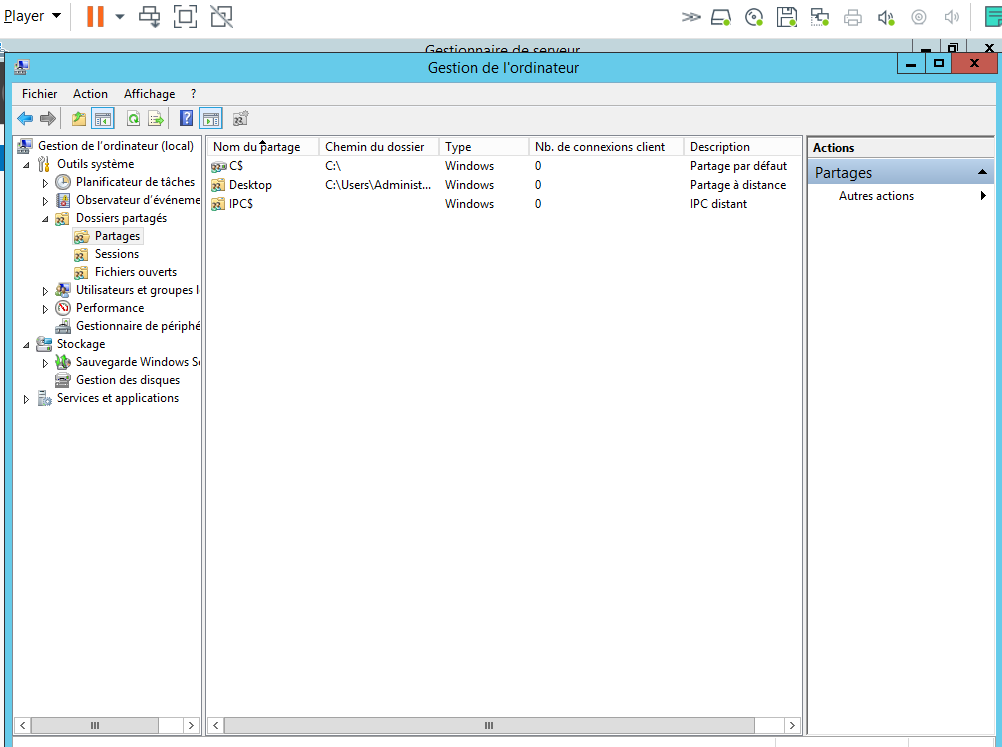 Player
Gestionnaire de serveur
Gestion de l'ordinateur
Fichier Action Affichage ?
Gestion de l'ordinateur (local)
Outils système
Planificateur de tâches
Observateur d'événeme
Dossiers partagés
Partages
Sessions
Fichiers ouverts
Utilisateurs et groupes l
Performance
Gestionnaire de périphé
Stockage
Sauvegarde Windows Se
Gestion des disques
Services et applications
Nom du partage Chemin du dossier Type Nb. de connexions client Description
C$ C:\ Windows 0 Partage par défaut
Desktop C:\Users\Administ... Windows 0 Partage à distance
IPC$ Windows 0 IPC distant
Actions
Partages
Autres actions